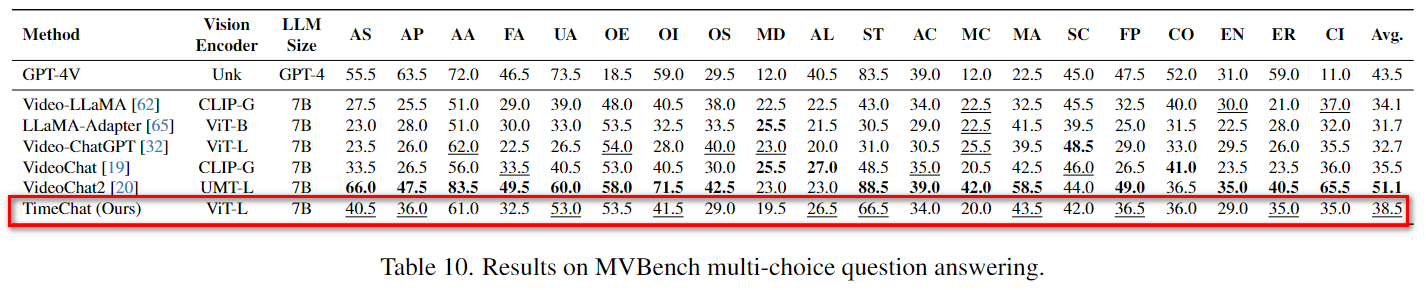 Method Vision Encoder LLM Size AS AP AA FA UA OE OI OS MD AL ST AC MC MA SC FP CO EN ER CI Avg.
GPT-4V Unk GPT-4 55.5 63.5 72.0 46.5 73.5 18.5 59.0 29.5 12.0 40.5 83.5 39.0 12.0 22.5 45.0 47.5 52.0 31.0 59.0 11.0 43.5
Video-LLaMA [62] CLIP-G 7B 27.5 25.5 51.0 29.0 39.0 48.0 40.5 38.0 22.5 22.5 43.0 34.0 22.5 32.5 45.5 32.5 40.0 30.0 21.0 37.0 34.1
LLaMA-Adapter [65] ViT-B 7B 23.0 28.0 51.0 30.0 33.0 53.5 32.5 33.5 25.5 21.5 30.5 29.0 22.5 41.5 39.5 25.0 31.5 22.5 28.0 32.0 31.7
Video-ChatGPT [32] ViT-L 7B 23.5 26.0 62.0 22.5 26.5 54.0 28.0 40.0 23.0 20.0 31.0 30.5 25.5 39.5 48.5 29.0 33.0 29.5 26.0 35.5 32.7
VideoChat [19] CLIP-G 7B 33.5 26.5 56.0 33.5 40.5 53.0 40.5 30.0 25.5 27.0 48.5 35.0 20.5 42.5 46.0 26.5 41.0 23.5 23.5 36.0 35.5
VideoChat2 [20] UMT-L 7B 66.0 47.5 83.5 49.5 60.0 58.0 71.5 42.5 23.0 23.0 88.5 39.0 42.0 58.5 44.0 49.0 36.5 35.0 40.5 65.5 51.1
TimeChat (Ours) ViT-L 7B 40.5 36.0 61.0 32.5 53.0 53.5 41.5 29.0 19.5 26.5 66.5 34.0 20.0 43.5 42.0 36.5 36.0 29.0 35.0 35.0 38.5
Table 10. Results on MVBench multi-choice question answering.